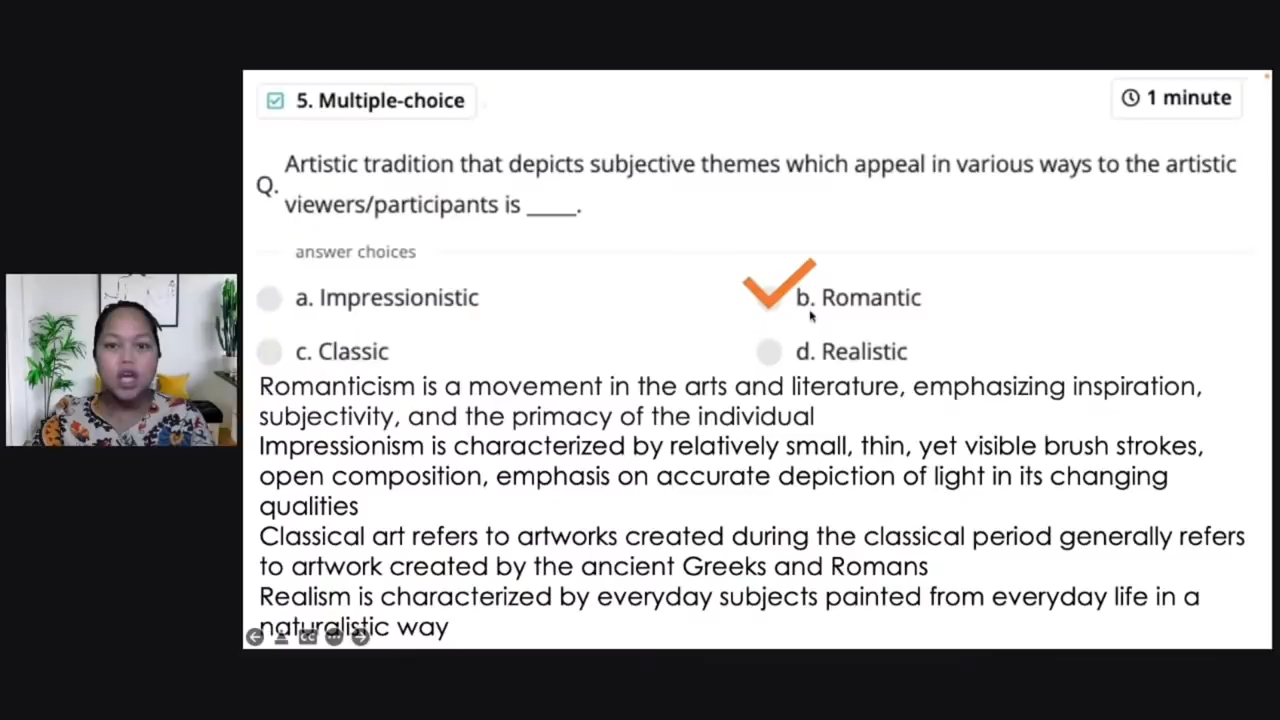 5. Multiple-choice
1 minute
Artistic tradition that depicts subjective themes which appeal in various ways to the artistic
Q.
viewers/participants is _____.
answer choices
a. Impressionistic
b. Romantic
c. Classic
d. Realistic
Romanticism is a movement in the arts and literature, emphasizing inspiration,
subjectivity, and the primacy of the individual
Impressionism is characterized by relatively small, thin, yet visible brush strokes,
open composition, emphasis on accurate depiction of light in its changing
qualities
Classical art refers to artworks created during the classical period generally refers
to artwork created by the ancient Greeks and Romans
Realism is characterized by everyday subjects painted from everyday life in a
naturalistic way
CC